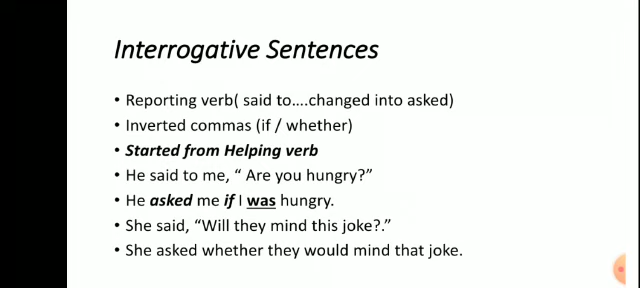 Interrogative Sentences
• Reporting verb( said to....changed into asked)
• Inverted commas (if / whether)
• Started from Helping verb
• He said to me, “ Are you hungry?”
• He asked me if I was hungry.
• She said, “Will they mind this joke?.”
• She asked whether they would mind that joke.